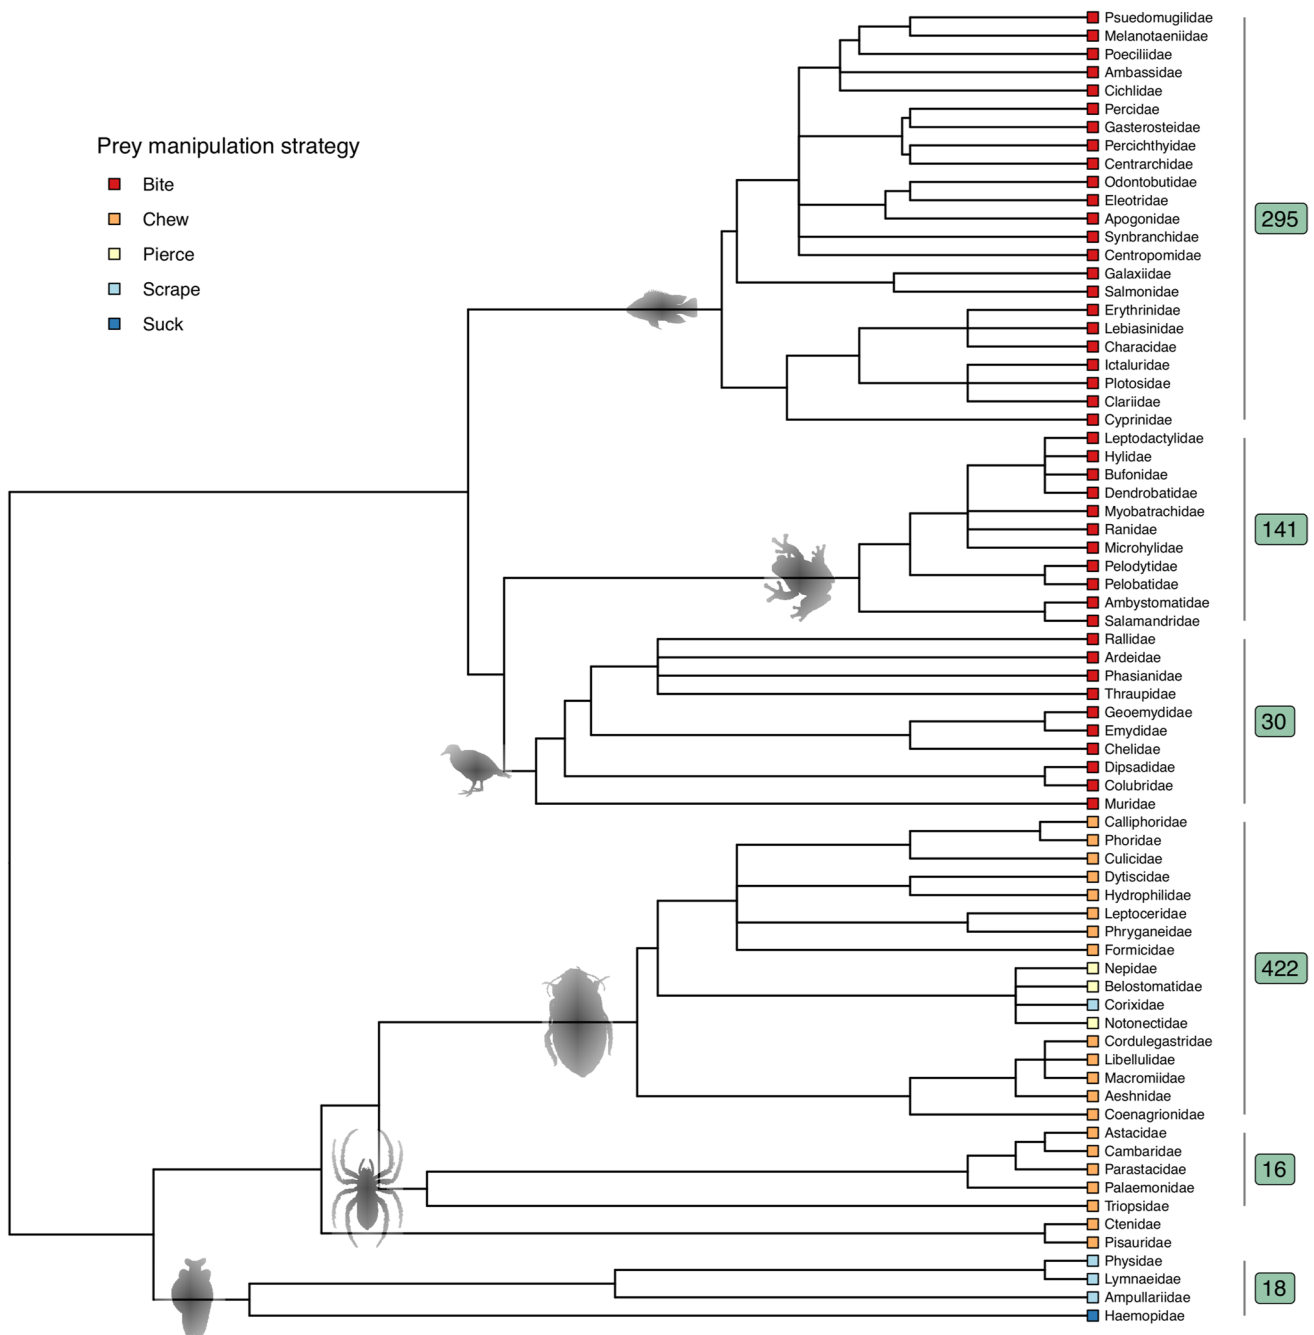 Prey manipulation strategy
Bite
Chew
Pierce
Scrape
Suck
Psuedomugilidae
Melanotaeniidae
Poeciliidae
Ambassidae
Cichlidae
Percidae
Gasterosteidae
Percichthyidae
Centrarchidae
Odontobutidae
Eleotridae
Apogonidae
Synbranchidae
Centropomidae
Galaxiidae
Salmonidae
Erythrinidae
Lebiasinidae
Characidae
Ictaluridae
Plotosidae
Clariidae
Cyprinidae
295
Leptodactylidae
Hylidae
Bufonidae
Dendrobatidae
Myobatrachidae
Ranidae
Microhylidae
Pelodytidae
Pelobatidae
Ambystomatidae
Salamandridae
141
Rallidae
Ardeidae
Phasianidae
Thraupidae
Geoemydidae
Emydidae
Chelidae
Dipsadidae
Colubridae
Muridae
30
Calliphoridae
Phoridae
Culicidae
Dytiscidae
Hydrophilidae
Leptoceridae
Phryganeidae
Formicidae
Nepidae
Belostomatidae
Corixidae
Notonectidae
Cordulegastridae
Libellulidae
Macromiidae
Aeshnidae
Coenagrionidae
422
Astacidae
Cambaridae
Parastacidae
Palaemonidae
Triopsidae
16
Ctenidae
Pisauridae
Physidae
Lymnaeidae
Ampullariidae
Haemopidae
18